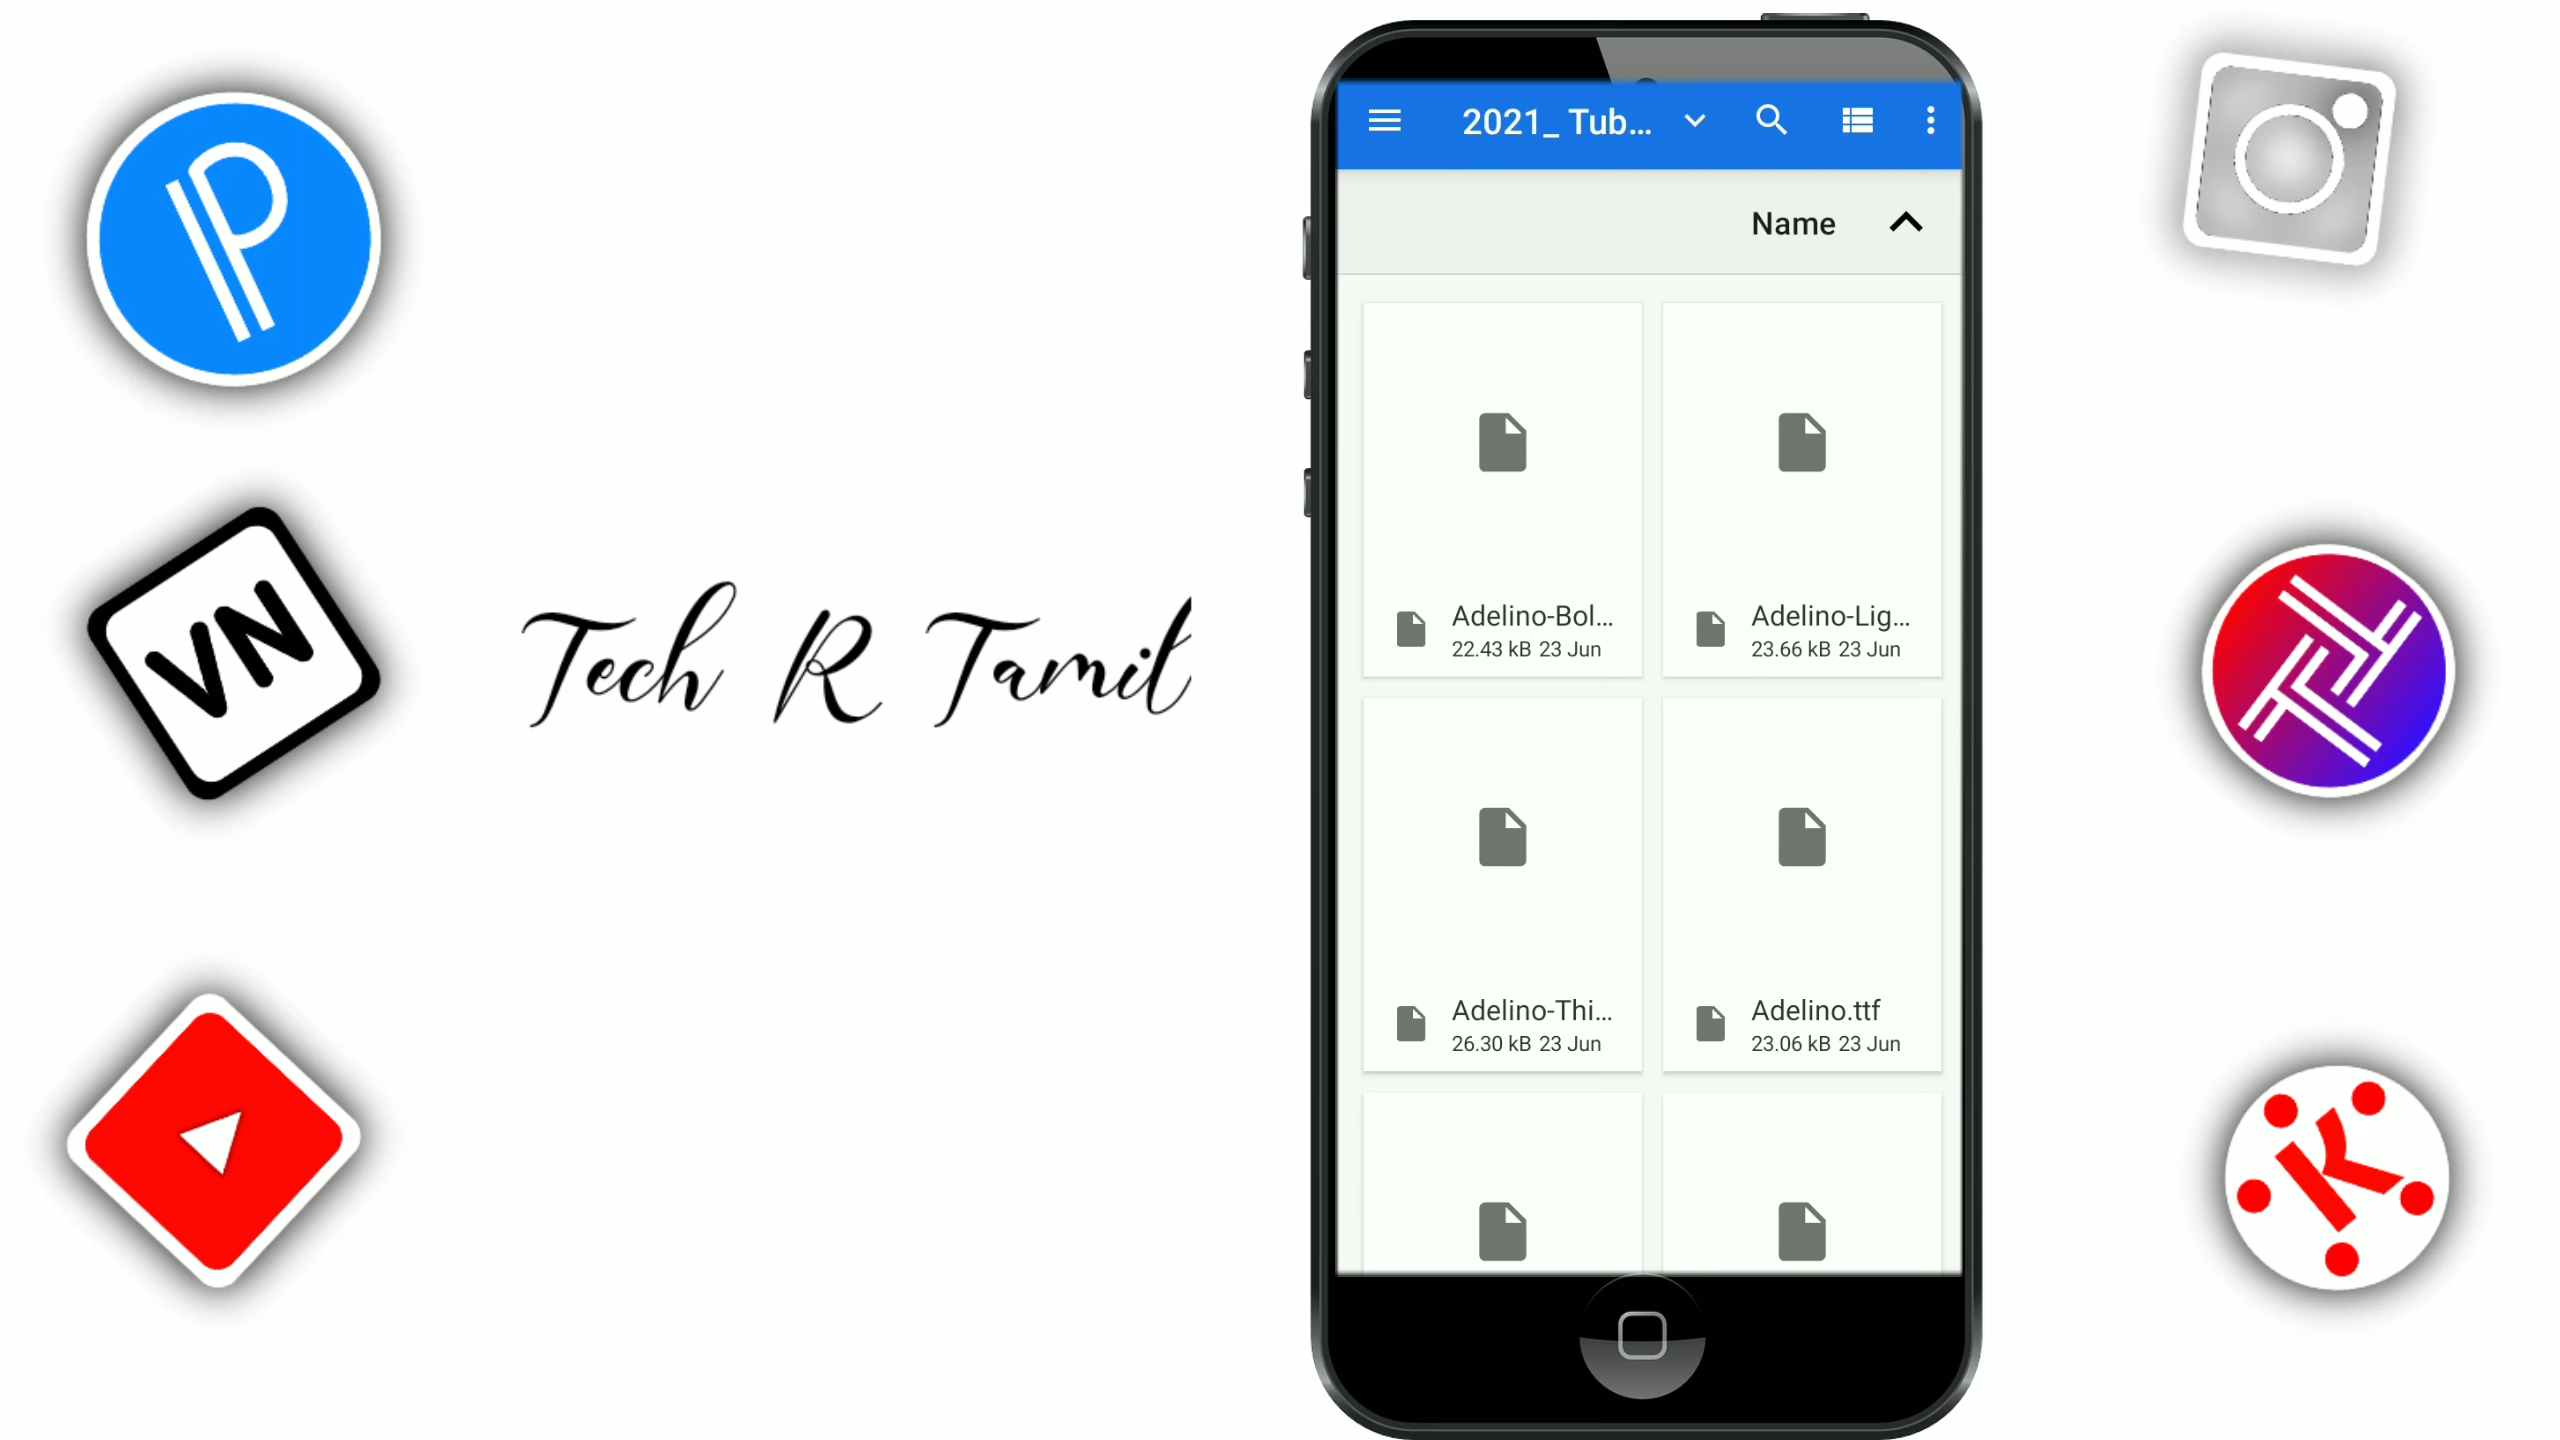 VN
Tech R Tamil
2021_ Tub...
Name
Adelino-Bol...
22.43 kB 23 Jun
Adelino-Lig...
23.66 kB 23 Jun
Adelino-Thi...
26.30 kB 23 Jun
Adelino.ttf
23.06 kB 23 Jun
K